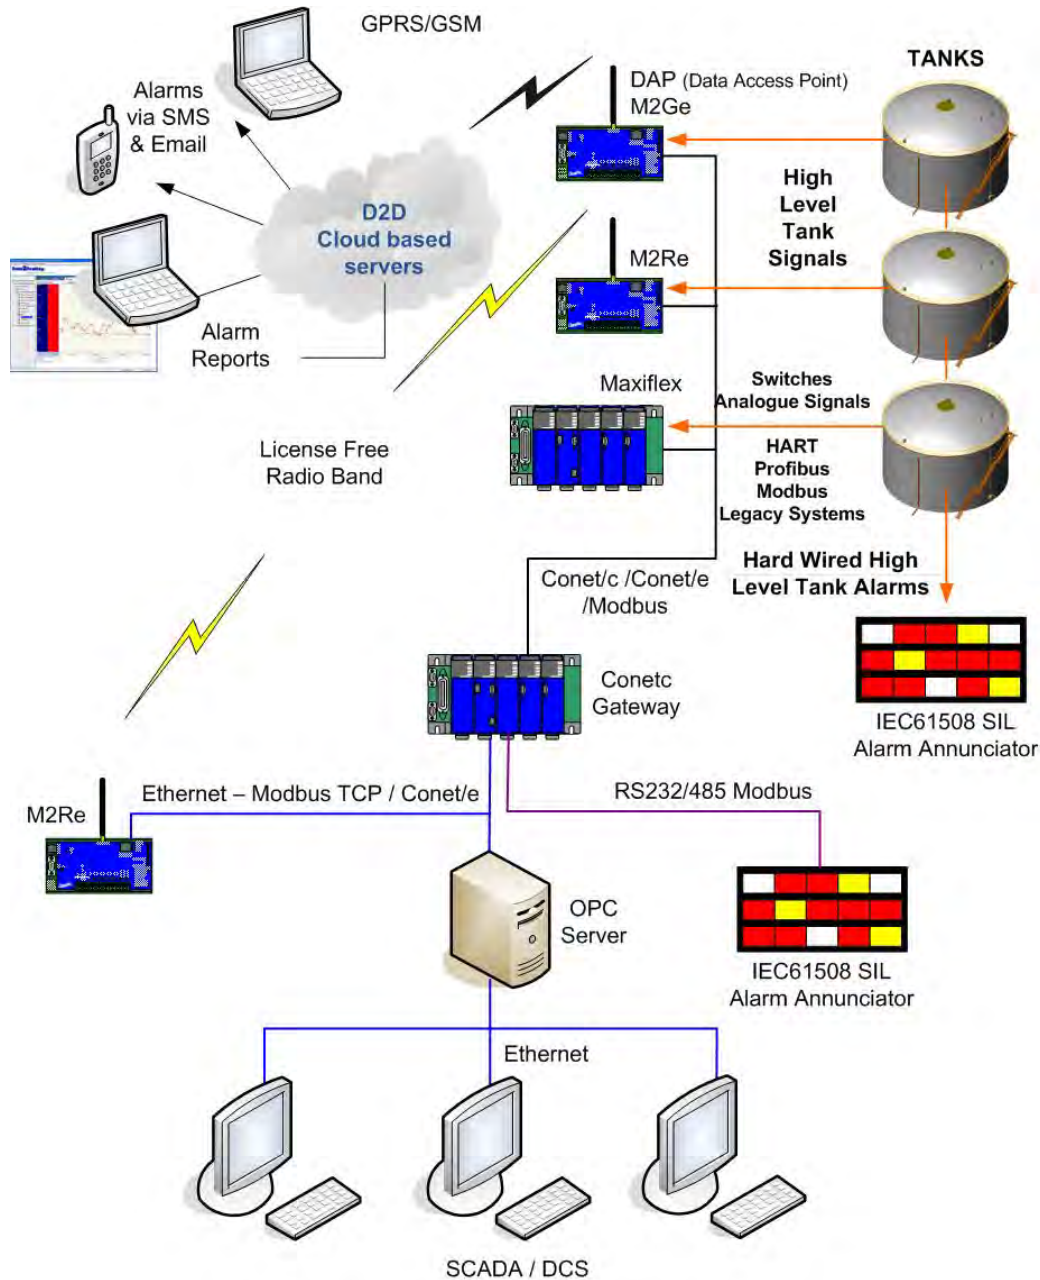 GPRS/GSM
Alarms
via SMS
& Email
D2D
Cloud based
servers
Alarm
Reports
DAP (Data Access Point)
M2Ge
TANKS
High
Level
Tank
Signals
M2Re
Maxiflex
Switches
Analogue Signals
HART
Profibus
Modbus
Legacy Systems
License Free
Radio Band
Hard Wired High
Level Tank Alarms
Conet/c /Conet/e
/Modbus
Conetc
Gateway
IEC61508 SIL
Alarm Annunciator
Ethernet – Modbus TCP / Conet/e
RS232/485 Modbus
M2Re
OPC
Server
IEC61508 SIL
Alarm Annunciator
Ethernet
SCADA / DCS